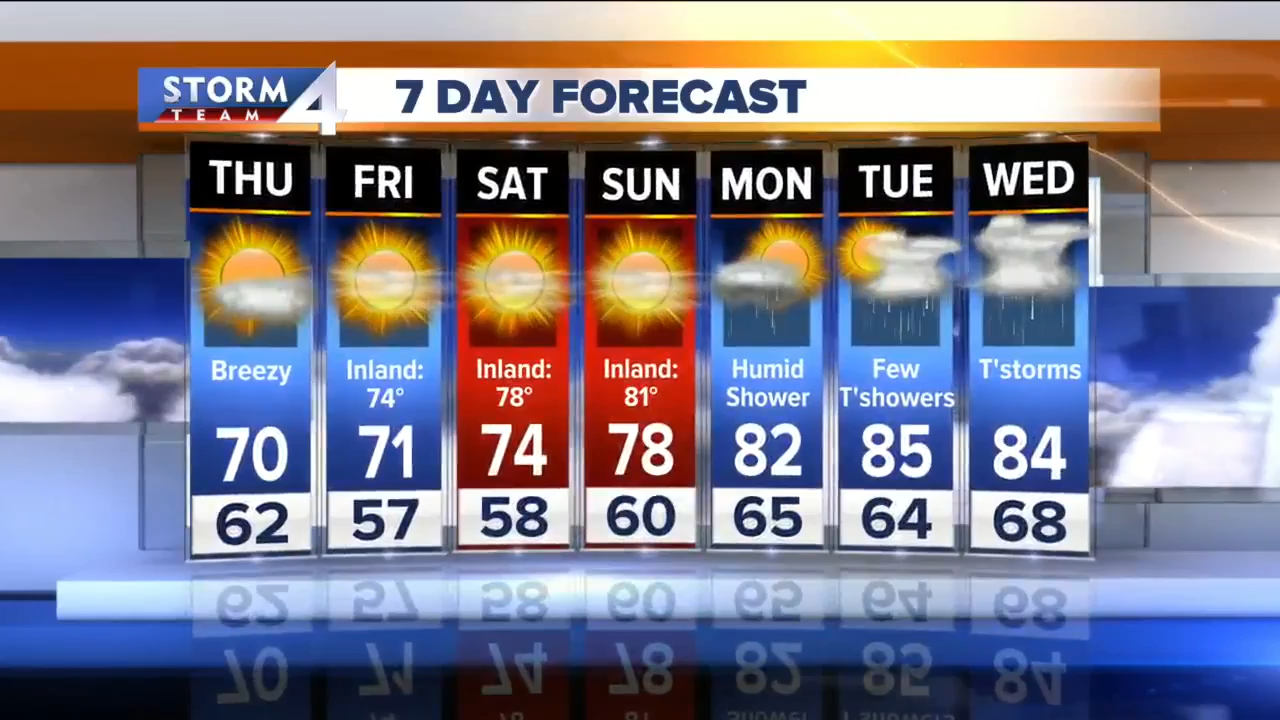 STORM
TEAM
4
7 DAY FORECAST
THU
FRI
SAT
SUN
MON
TUE
WED
Breezy
Inland:
74°
Inland:
78°
Inland:
81°
Humid
Shower
Few
T'showers
T'storms
70
71
74
78
82
85
84
62
57
58
60
65
64
68